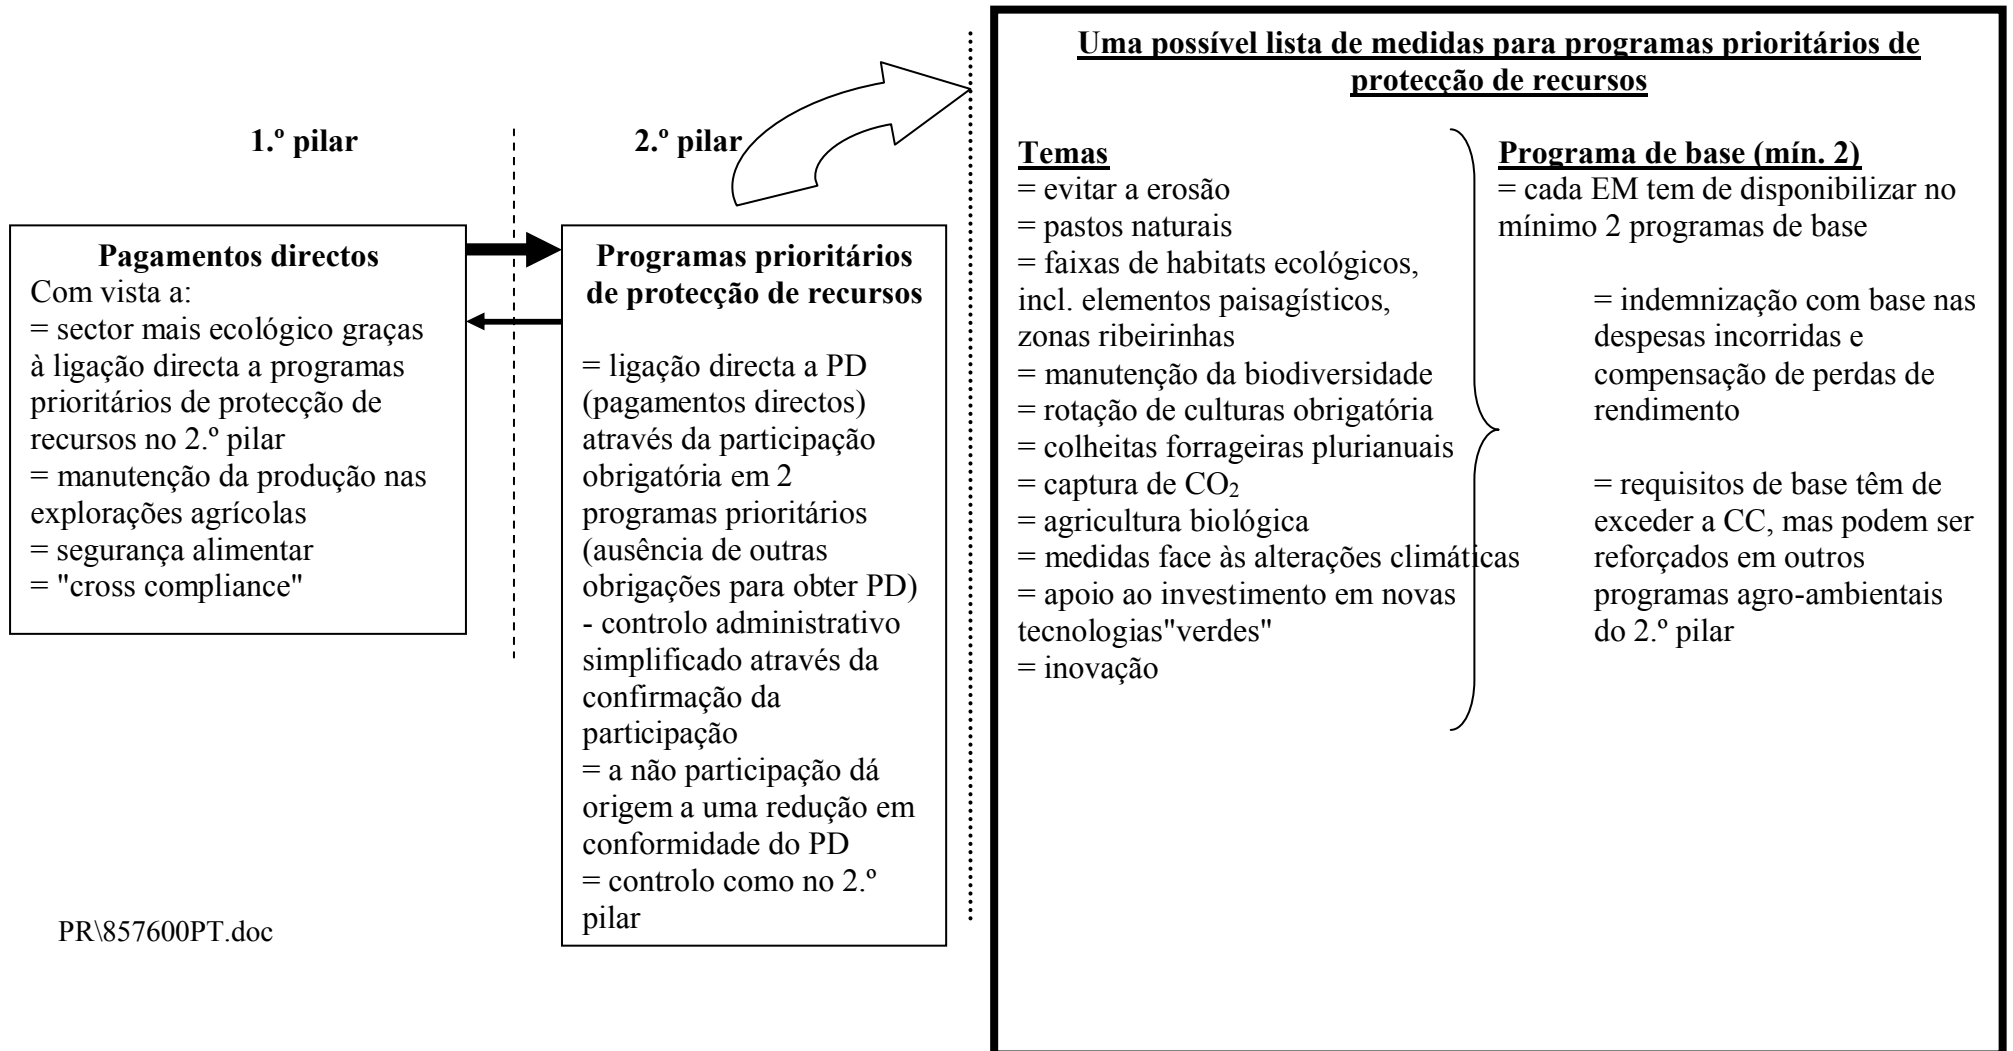 1.º pilar
Pagamentos directos
Com vista a:
= sector mais ecológico graças
à ligação directa a programas
prioritários de protecção de
recursos no 2.º pilar
= manutenção da produção nas
explorações agrícolas
= segurança alimentar
= "cross compliance"
2.º pilar
Programas prioritários
de protecção de recursos
= ligação directa a PD
(pagamentos directos)
através da participação
obrigatória em 2
programas prioritários
(ausência de outras
obrigações para obter PD)
- controlo administrativo
simplificado através da
confirmação da
participação
= a não participação dá
origem a uma redução em
conformidade do PD
= controlo como no 2.º
pilar
Uma possível lista de medidas para programas prioritários de
protecção de recursos
Temas
= evitar a erosão
= pastos naturais
= faixas de habitats ecológicos,
incl. elementos paisagísticos,
zonas ribeirinhas
= manutenção da biodiversidade
= rotação de culturas obrigatória
= colheitas forrageiras plurianuais
= captura de CO₂
= agricultura biológica
= medidas face às alterações climáticas
= apoio ao investimento em novas
tecnologias"verdes"
= inovação
Programa de base (mín. 2)
= cada EM tem de disponibilizar no
mínimo 2 programas de base
= indemnização com base nas
despesas incorridas e
compensação de perdas de
rendimento
= requisitos de base têm de
exceder a CC, mas podem ser
reforçados em outros
programas agro-ambientais
do 2.º pilar
PR\857600PT.doc